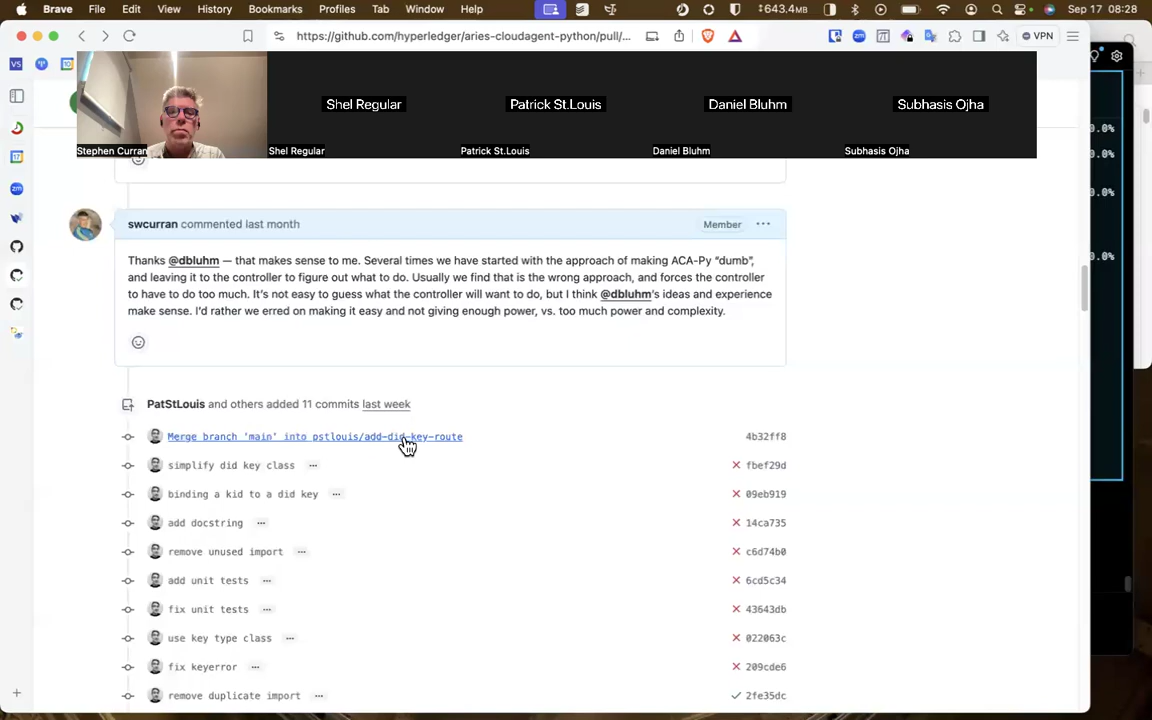 Brave File Edit View History Bookmarks Profiles Tab Window Help
643.4m
Sep 17 08:28
https://github.com/hyperledger/aries-cloudagent-python/pull/...
VPN
Shel Regular
Patrick St.Louis
Daniel Bluhm
Subhasis Ojha
Stephen Curran
Shel Regular
Patrick St.Louis
Daniel Bluhm
Subhasis Ojha
swcurran commented last month
Member
Thanks @dbluhm — that makes sense to me. Several times we have started with the approach of making ACA-Py “dumb”,
and leaving it to the controller to figure out what to do. Usually we find that is the wrong approach, and forces the controller
to have to do too much. It’s not easy to guess what the controller will want to do, but I think @dbluhm’s ideas and experience
make sense. I’d rather we erred on making it easy and not giving enough power, vs. too much power and complexity.
PatStLouis and others added 11 commits last week
Merge branch 'main' into pstlouis/add-did-key-route 4b32ff8
simplify did key class ... fbef29d
binding a kid to a did key ... 09eb919
add docstring ... 14ca735
remove unused import ... c6d74b0
add unit tests ... 6cd5c34
fix unit tests ... 43643db
use key type class ... 022063c
fix keyerror ... 209cde6
remove duplicate import ... 2fe35dc